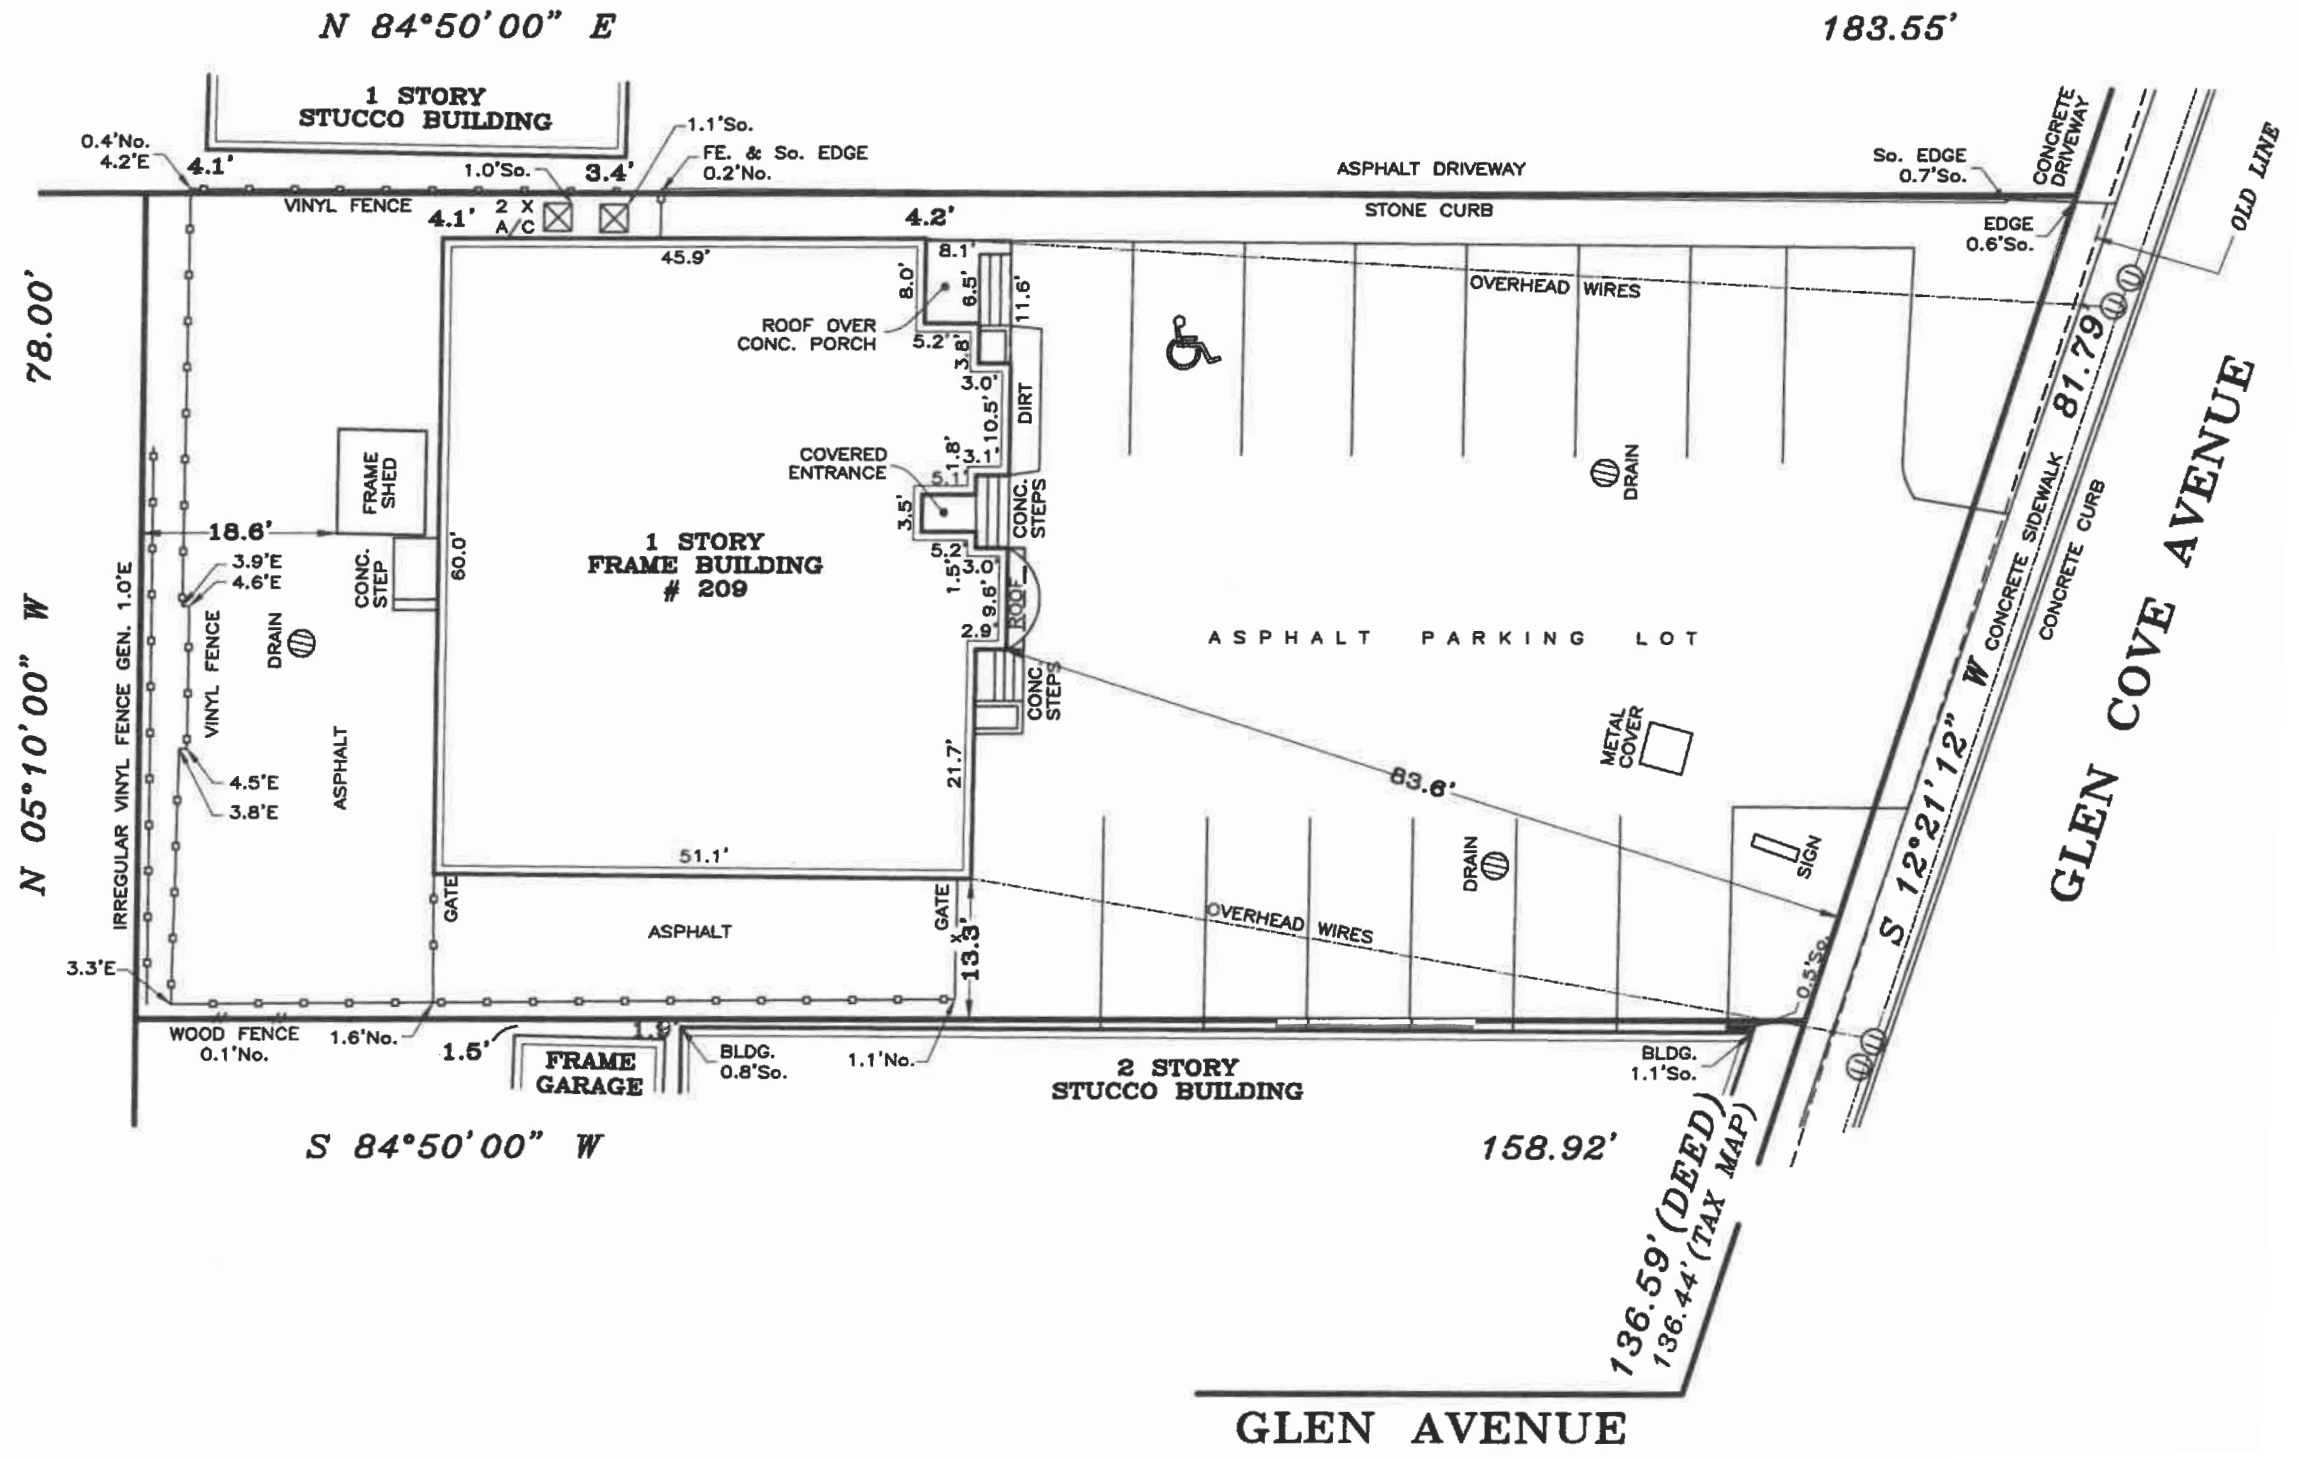 N 84°50'00" E
183.55'
1 STORY
STUCCO BUILDING
0.4'No.
4.2'E
4.1'
1.0'So.
3.4'
1.1'So.
FE. & So. EDGE
0.2'No.
ASPHALT DRIVEWAY
So. EDGE
0.7'So.
CONCRETE
DRIVEWAY
OLD LINE
VINYL FENCE
4.1'
2 X
A/C
4.2'
STONE CURB
EDGE
0.6'So.
45.9'
8.1'
8.0'
6.5'
11.6'
OVERHEAD WIRES
78.00'
ROOF OVER
CONC. PORCH
5.2'
3.8'
3.0'
10.5'
DIRT
81.79'
COVERED
ENTRANCE
1.8'
3.1'
5.1'
3.5'
CONC.
STEPS
DRAIN
FRAME
SHED
18.6'
3.9'E
4.6'E
CONC.
STEP
60.0'
1 STORY
FRAME BUILDING
# 209
5.2'
3.0'
1.5'
9.6'
ROOF
2.9'
CONCRETE SIDEWALK
CONCRETE CURB
GLEN COVE AVENUE
N 05°10'00" W
IRREGULAR VINYL FENCE GEN. 1.0'E
VINYL FENCE
DRAIN
ASPHALT PARKING LOT
CONC.
STEPS
S 12°21'12" W
METAL
COVER
21.7'
83.6'
4.5'E
3.8'E
ASPHALT
51.1'
DRAIN
SIGN
GATE
GATE
ASPHALT
X
13.3'
OVERHEAD WIRES
0.5'So.
3.3'E
WOOD FENCE
0.1'No.
1.6'No.
1.5'
1.9'
FRAME
GARAGE
BLDG.
0.8'So.
1.1'No.
2 STORY
STUCCO BUILDING
BLDG.
1.1'So.
S 84°50'00" W
158.92'
136.59' (DEED)
136.44' (TAX MAP)
GLEN AVENUE